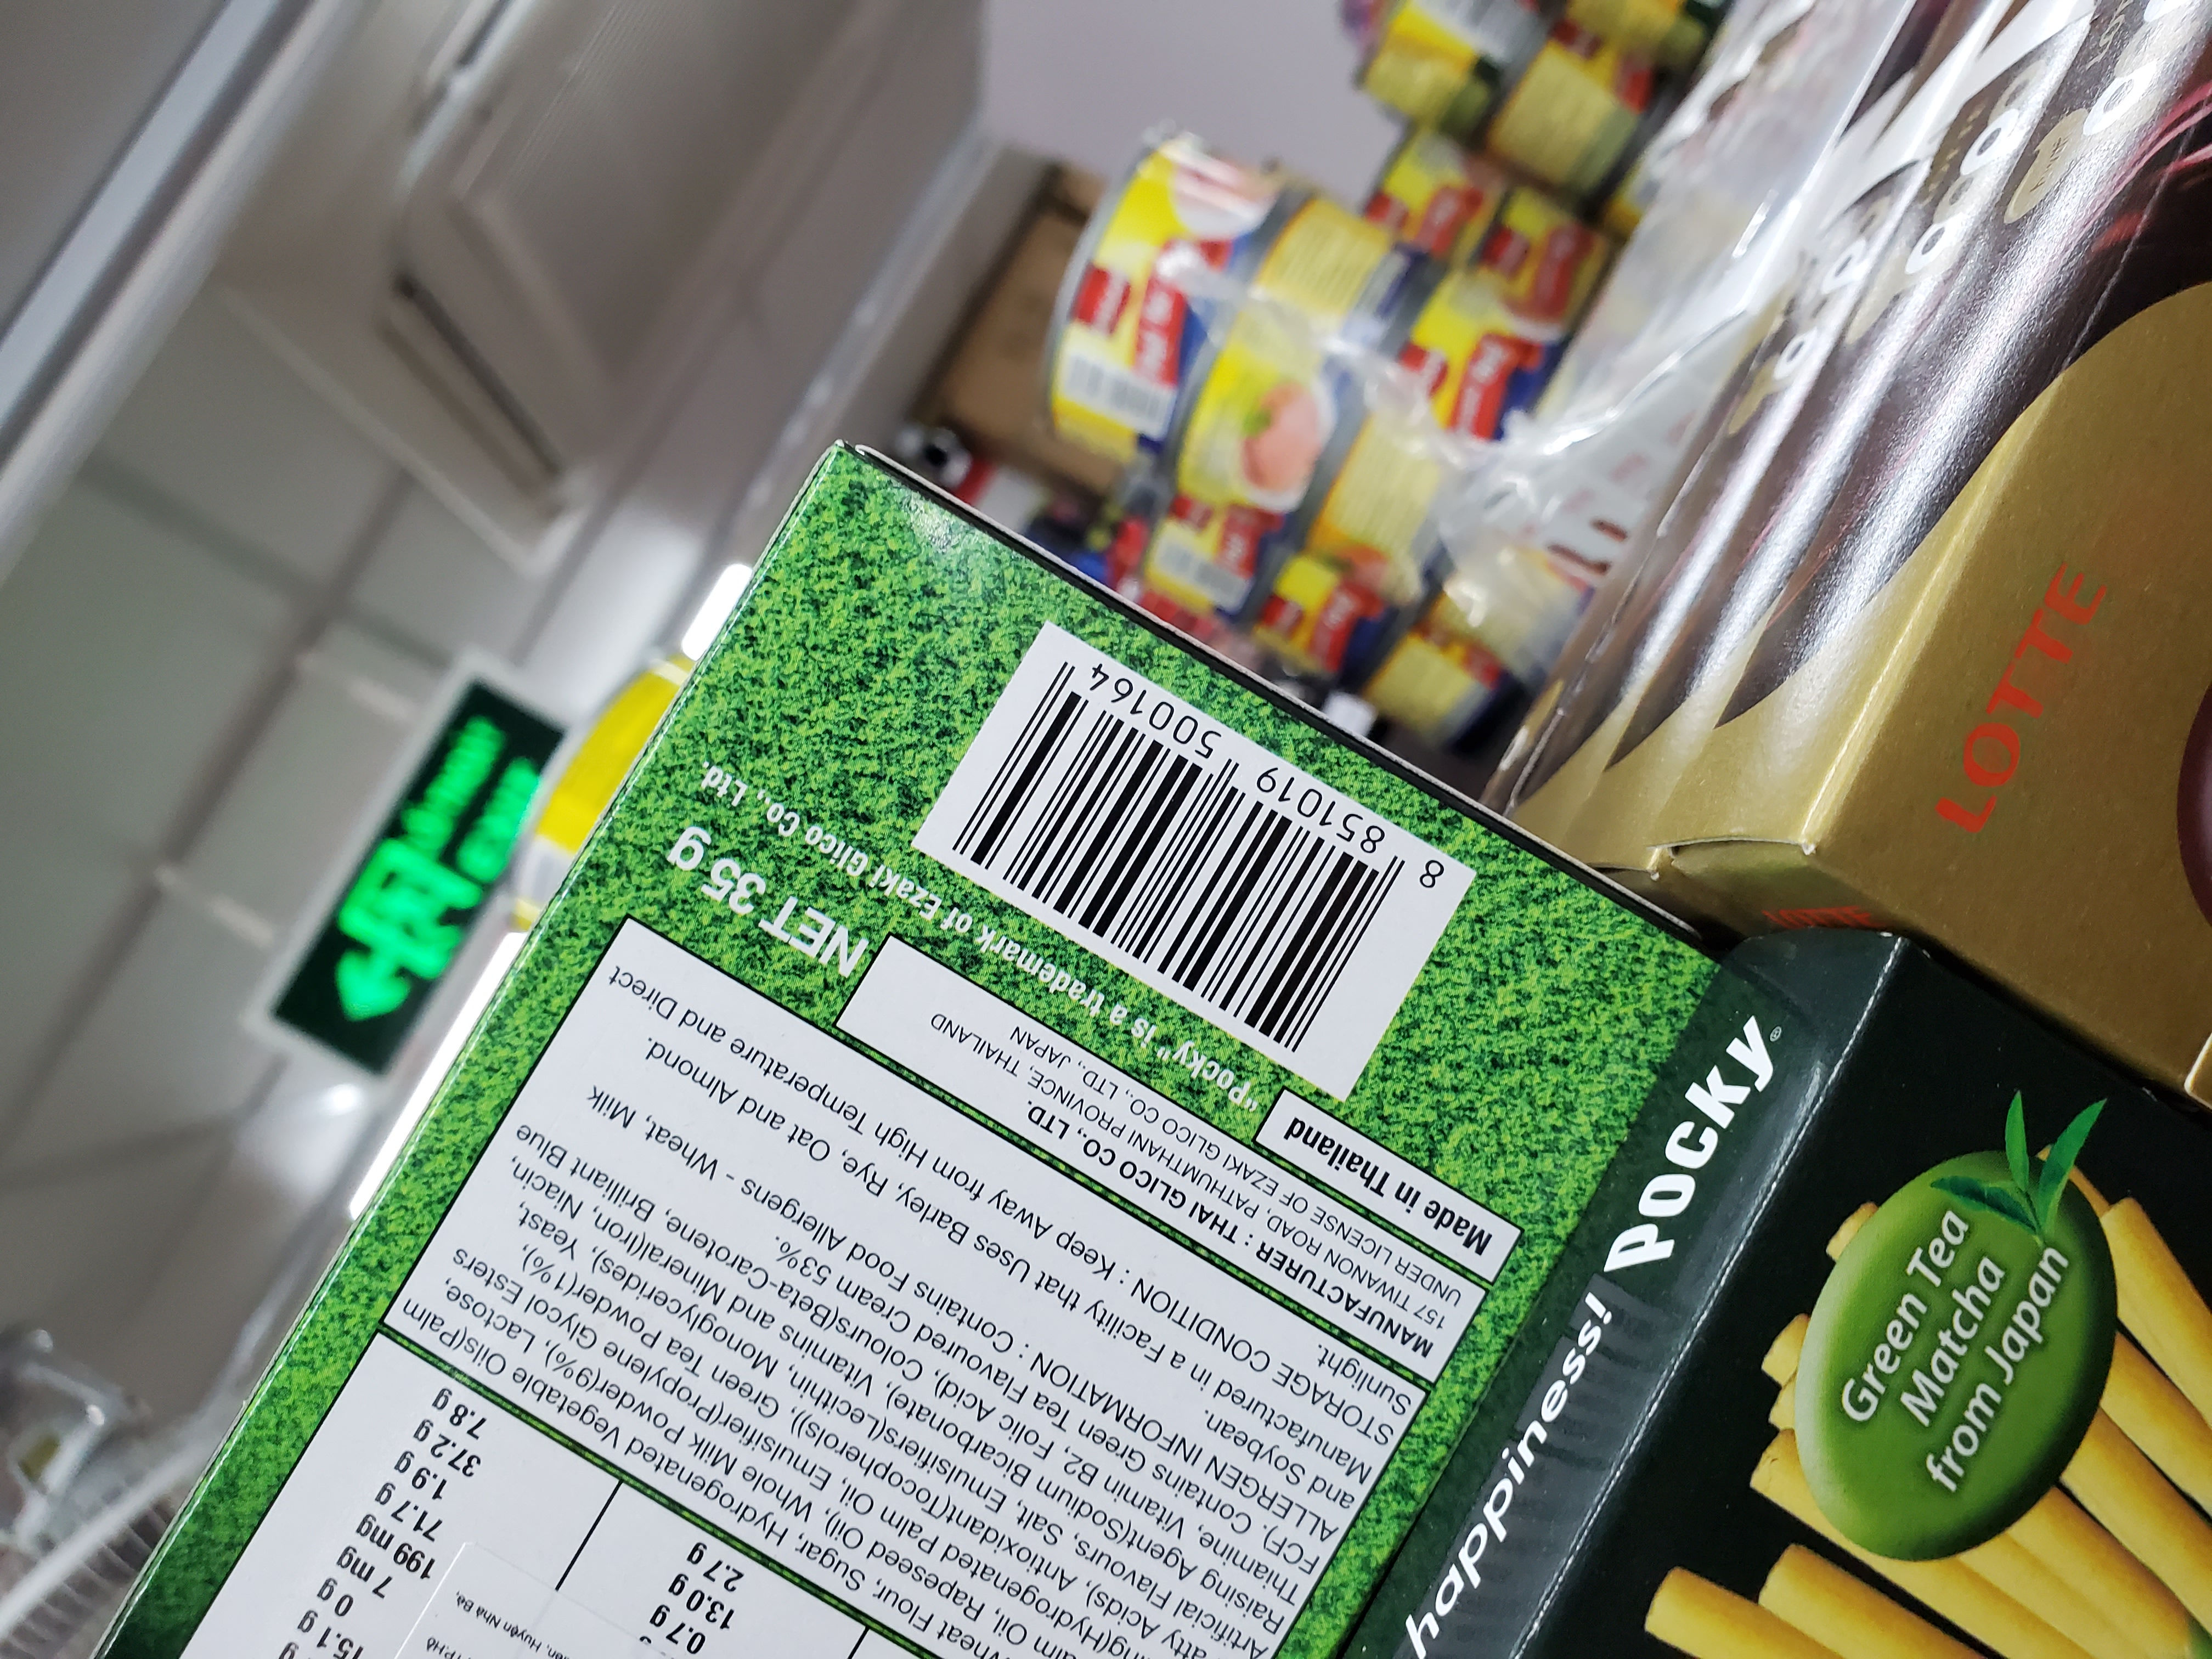 15.1 g
0 g
7 mg
199 mg
71.7 g
1.9 g
37.2 g
7.8 g
TP.Hồ
Huyện Nhà Bè,
0.7 g
13.0 g
2.7 g
Wheat Flour, Sugar, Hydrogenated Vegetable Oils(Palm
Oil, Rapeseed Oil), Whole Milk Powder(9%), Lactose,
(Hydrogenated Palm Oil, Emulsifier(Propylene Glycol Esters
Fatty Acids), Antioxidant(Tocopherols)), Green Tea Powder(1%),
Artificial Flavours, Salt, Emulsifiers(Lecithin, Monoglycerides), Yeast,
Raising Agent(Sodium Bicarbonate), Vitamins and Mineral(Iron, Niacin,
Thiamine, Vitamin B2, Folic Acid), Colours(Beta-Carotene, Brilliant Blue
FCF). Contains Green Tea Flavoured Cream 53%.
ALLERGEN INFORMATION : Contains Food Allergens - Wheat, Milk
and Soybean.
Manufactured in a Facility that Uses Barley, Rye, Oat and Almond.
STORAGE CONDITION : Keep Away from High Temperature and Direct
Sunlight.
MANUFACTURER : THAI GLICO CO., LTD.
157 TIWANON ROAD, PATHUMTHANI PROVINCE, THAILAND
UNDER LICENSE OF EZAKI GLICO CO., LTD., JAPAN
Made in Thailand
NET 35 g
"Pocky" is a trademark of Ezaki Glico Co., Ltd.
8 851019 500164
happiness! Pocky®
Green Tea
Matcha
from Japan
LOTTE
LOTTE
EXIT